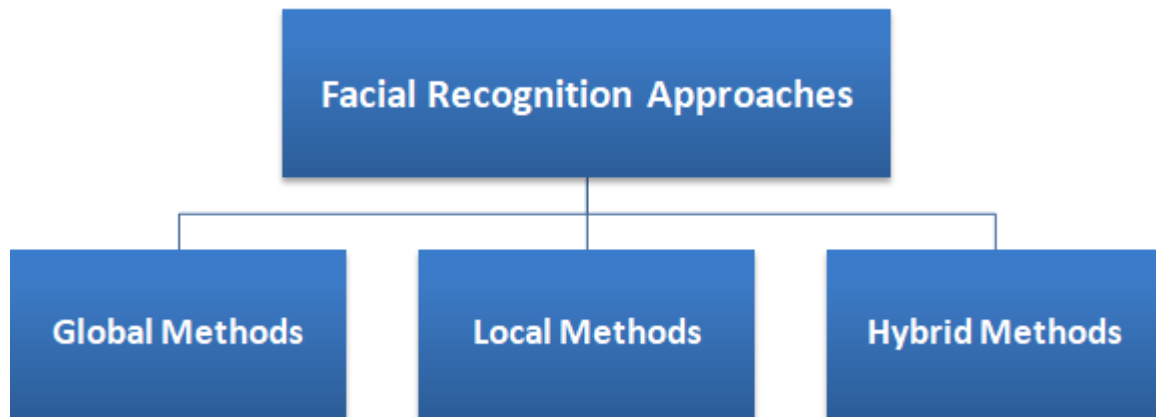 Facial Recognition Approaches
Global Methods
Local Methods
Hybrid Methods